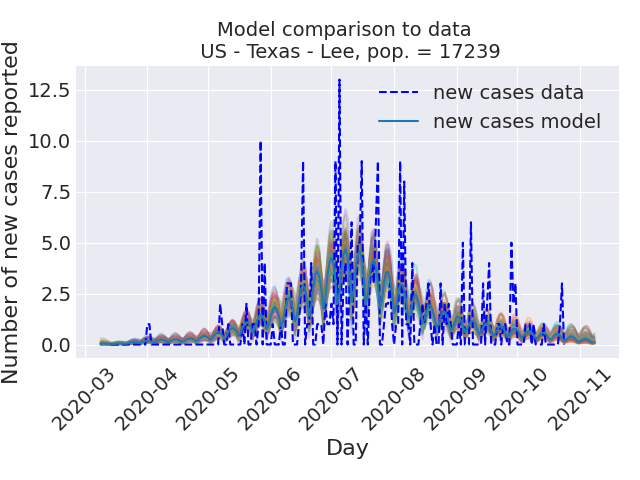 Model comparison to data
US - Texas - Lee, pop. = 17239
Number of new cases reported
12.5
10.0
7.5
5.0
2.5
0.0
new cases data
new cases model
2020-03
2020-04
2020-05
2020-06
2020-07
2020-08
2020-09
2020-10
2020-11
Day